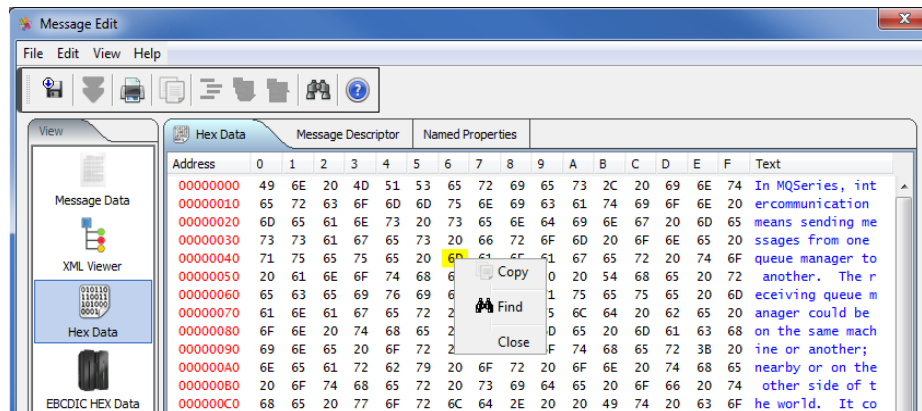 Message Edit
File Edit View Help
View
Message Data
XML Viewer
Hex Data
EBCDIC HEX Data
Hex Data Message Descriptor Named Properties
Address 0 1 2 3 4 5 6 7 8 9 A B C D E F Text
00000000 49 6E 20 4D 51 53 65 72 69 65 73 2C 20 69 6E 74 In MQSeries, int
00000010 65 72 63 6F 6D 6D 75 6E 69 63 61 74 69 6F 6E 20 ercommunication
00000020 6D 65 61 6E 73 20 73 65 6E 64 69 6E 67 20 6D 65 means sending me
00000030 73 73 61 67 65 73 20 66 72 6F 6D 20 6F 6E 65 20 ssages from one
00000040 71 75 65 75 65 20 6D 61 6E 61 67 65 72 20 74 6F queue manager to
00000050 20 61 6E 6F 74 68 20 54 68 65 20 72 another. The r
00000060 65 63 65 69 76 69 75 65 75 65 20 6D eceiving queue m
00000070 61 6E 61 67 65 72 6C 64 20 62 65 20 anager could be
00000080 6F 6E 20 74 68 65 65 20 6D 61 63 68 on the same mach
00000090 69 6E 65 20 6F 72 74 68 65 72 3B 20 ine or another;
000000A0 6E 65 61 72 62 79 20 6F 72 20 6F 6E 20 74 68 65 nearby or on the
000000B0 20 6F 74 68 65 72 20 73 69 64 65 20 6F 66 20 74 other side of t
000000C0 68 65 20 77 6F 72 6C 64 2E 20 20 49 74 20 63 6F he world. It co
Copy
Find
Close